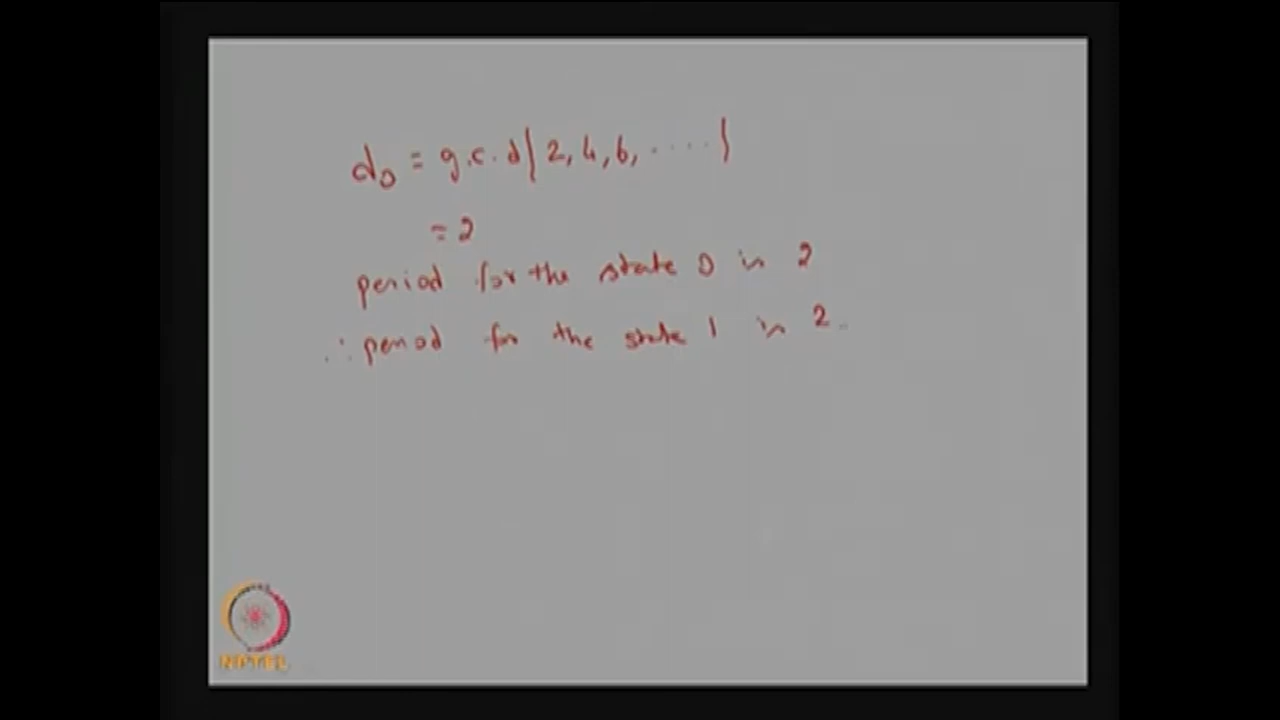 d₀ = g.c.d{2, 4, 6, ....}
= 2
period for the state 0 is 2
∴ period for the state 1 is 2.
NPTEL